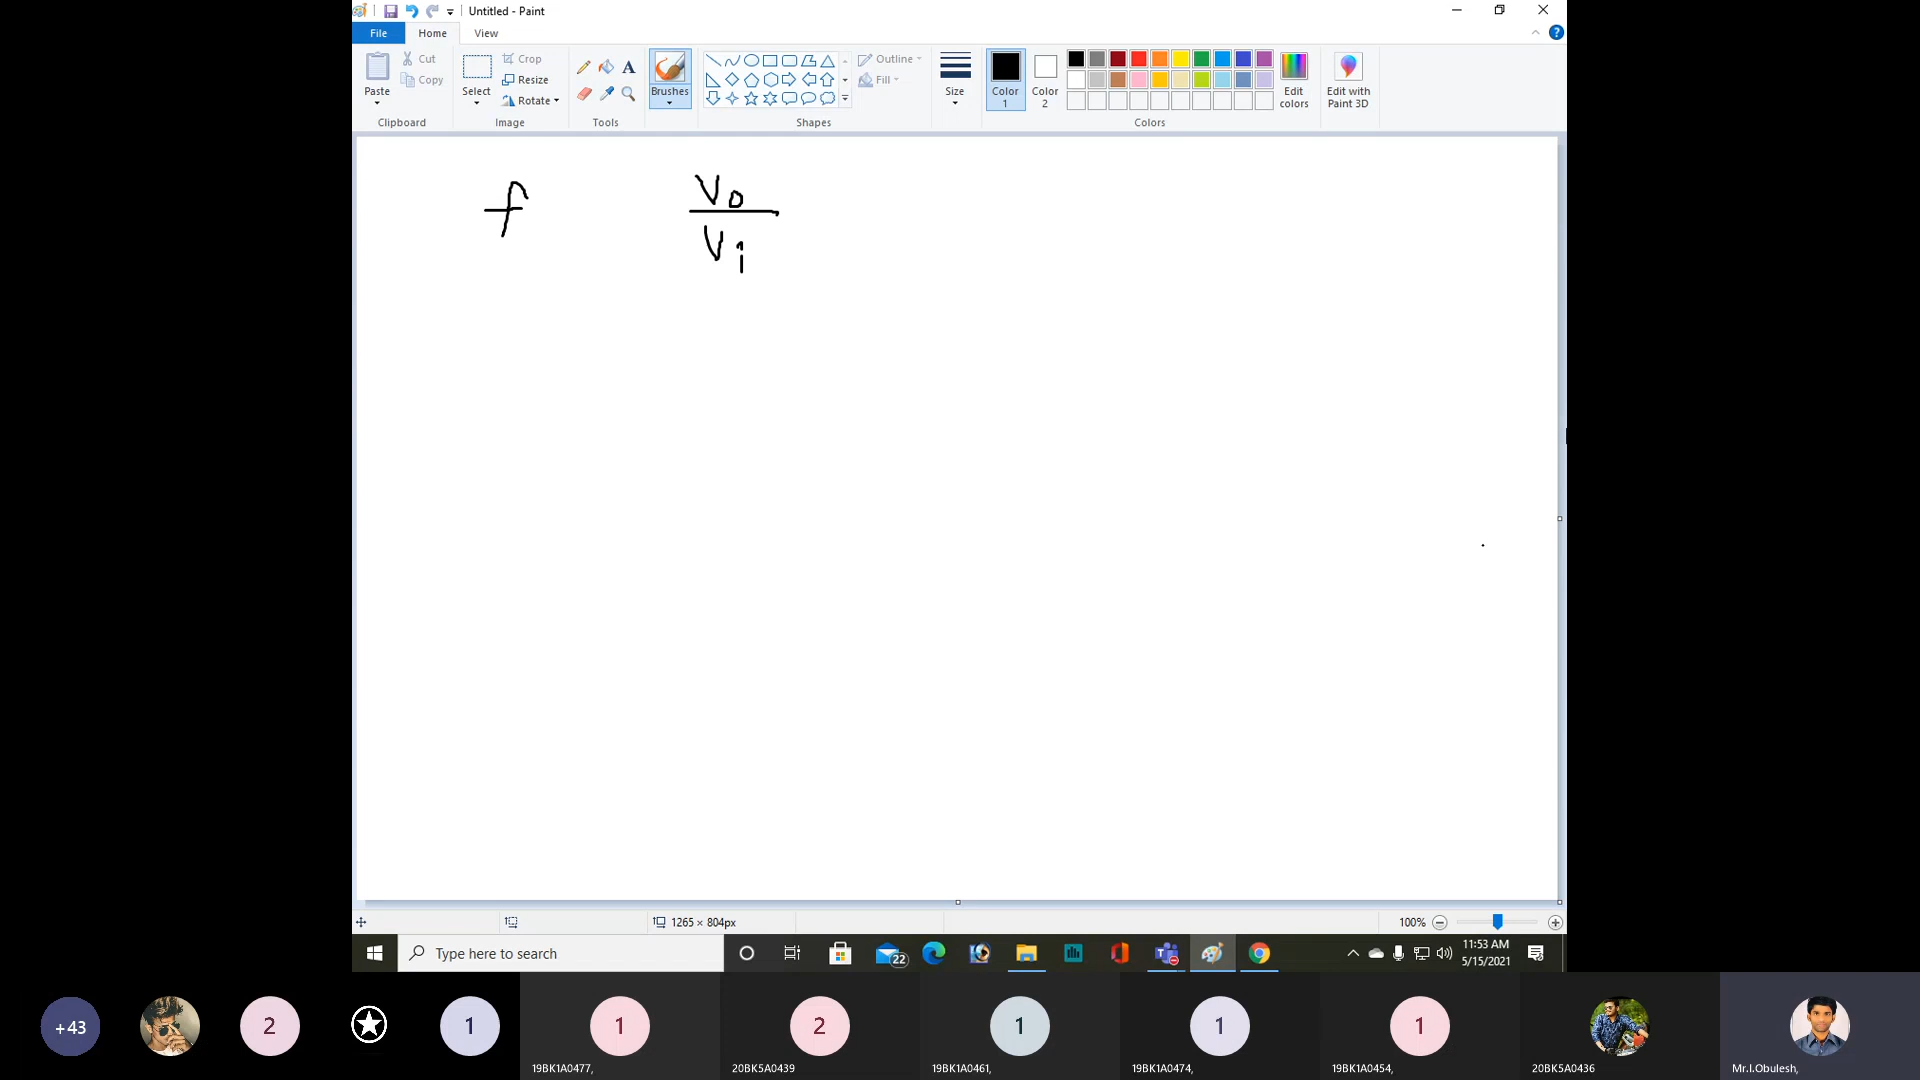 Untitled - Paint
File Home View
Paste
Cut
Copy
Clipboard
Select
Crop
Resize
Rotate
Image
A
Tools
Brushes
Outline
Fill
Shapes
Size
Color 1
Color 2
Colors
Edit colors
Edit with Paint 3D
f
Vo
Vi
1265 × 804px
100%
Type here to search
22
11:53 AM
5/15/2021
+43 2 1 1 2 1 1 1
19BK1A0477, 20BK5A0439 19BK1A0461, 19BK1A0474, 19BK1A0454, 20BK5A0436 Mr.I.Obulesh,